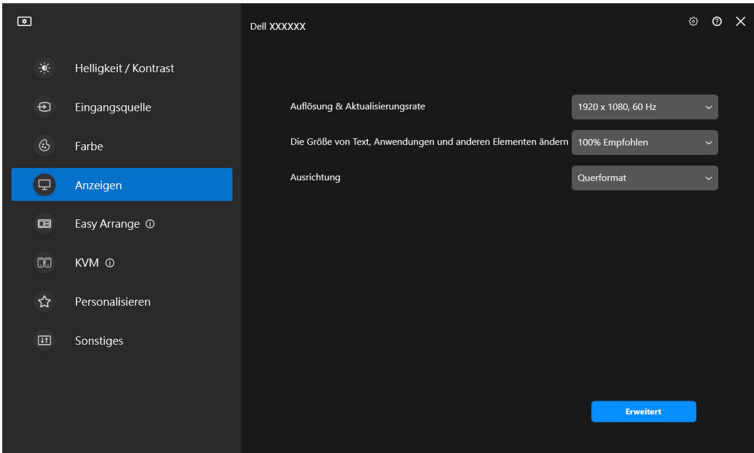 Dell XXXXXX
Helligkeit / Kontrast
Eingangsquelle
Farbe
Anzeigen
Easy Arrange
KVM
Personalisieren
Sonstiges
Auflösung & Aktualisierungsrate
1920 x 1080, 60 Hz
Die Größe von Text, Anwendungen und anderen Elementen ändern
100% Empfohlen
Ausrichtung
Querformat
Erweitert